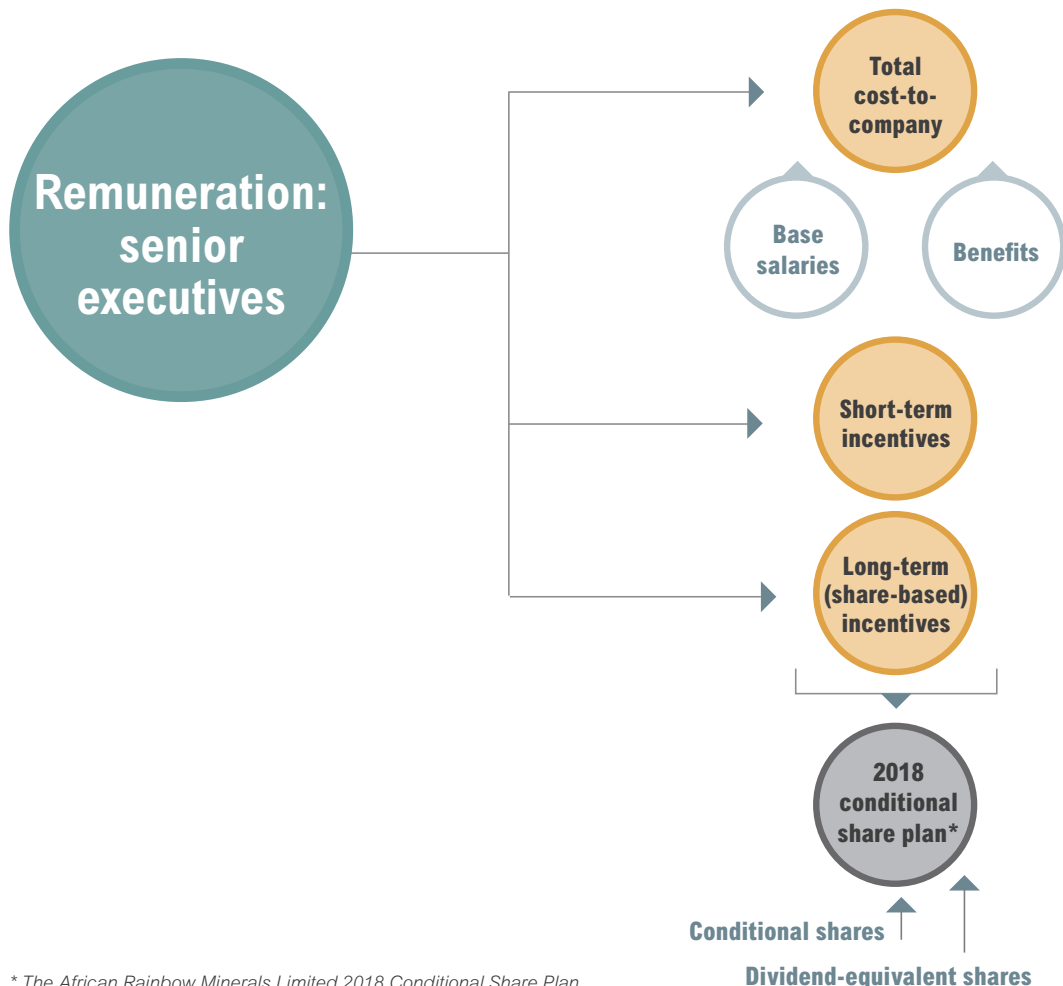 Remuneration:
senior
executives
Total
cost-to-
company
Base
salaries
Benefits
Short-term
incentives
Long-term
(share-based)
incentives
2018
conditional
share plan*
Conditional shares
Dividend-equivalent shares
* The African Rainbow Minerals Limited 2018 Conditional Share Plan